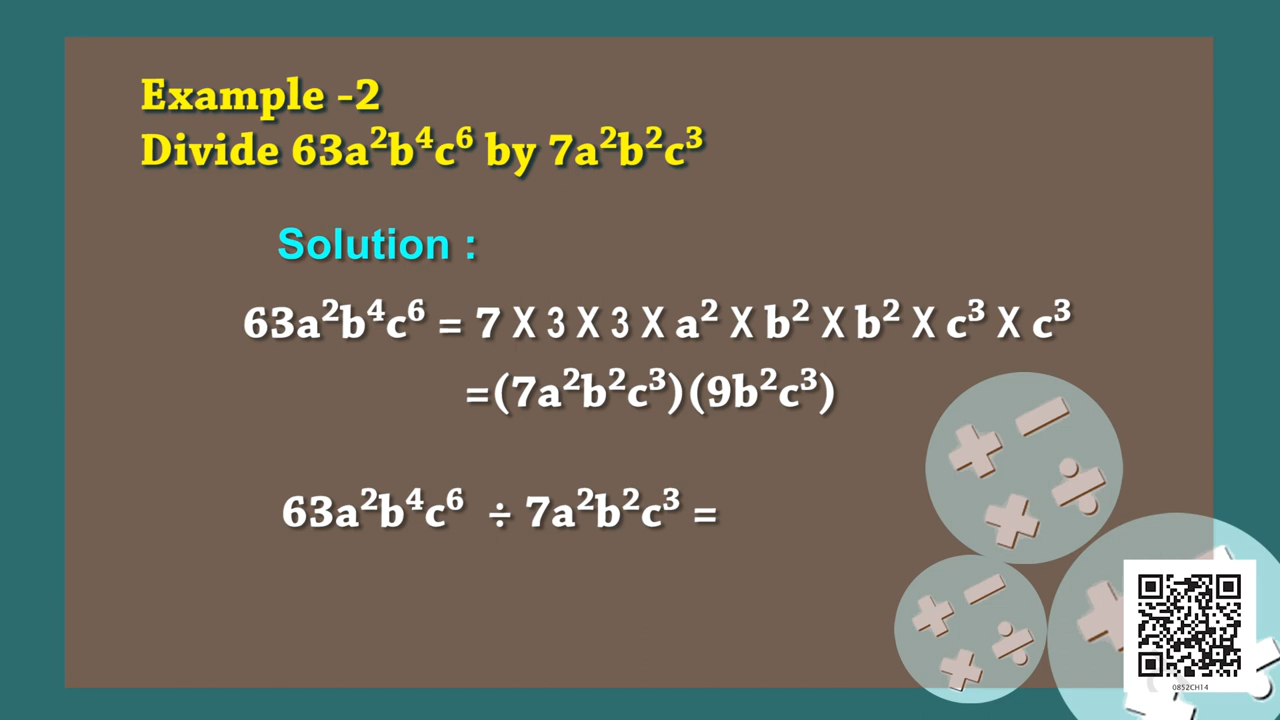 Example -2
Divide 63a²b⁴c⁶ by 7a²b²c³
Solution :
63a²b⁴c⁶ = 7 X 3 X 3 X a² X b² X b² X c³ X c³
=(7a²b²c³)(9b²c³)
63a²b⁴c⁶ ÷ 7a²b²c³ =
0852CH14